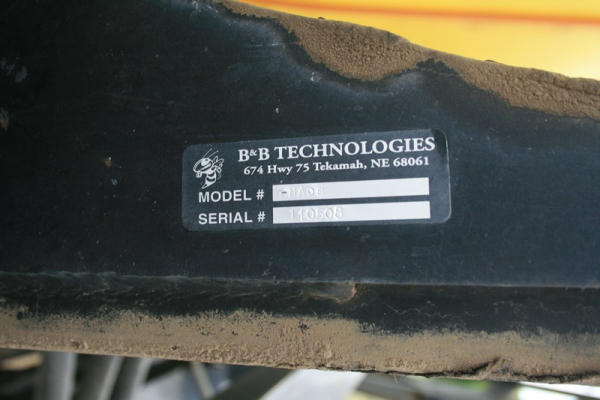 B&B TECHNOLOGIES
674 Hwy 75 Tekamah, NE 68061
MODEL #
SERIAL # 110508